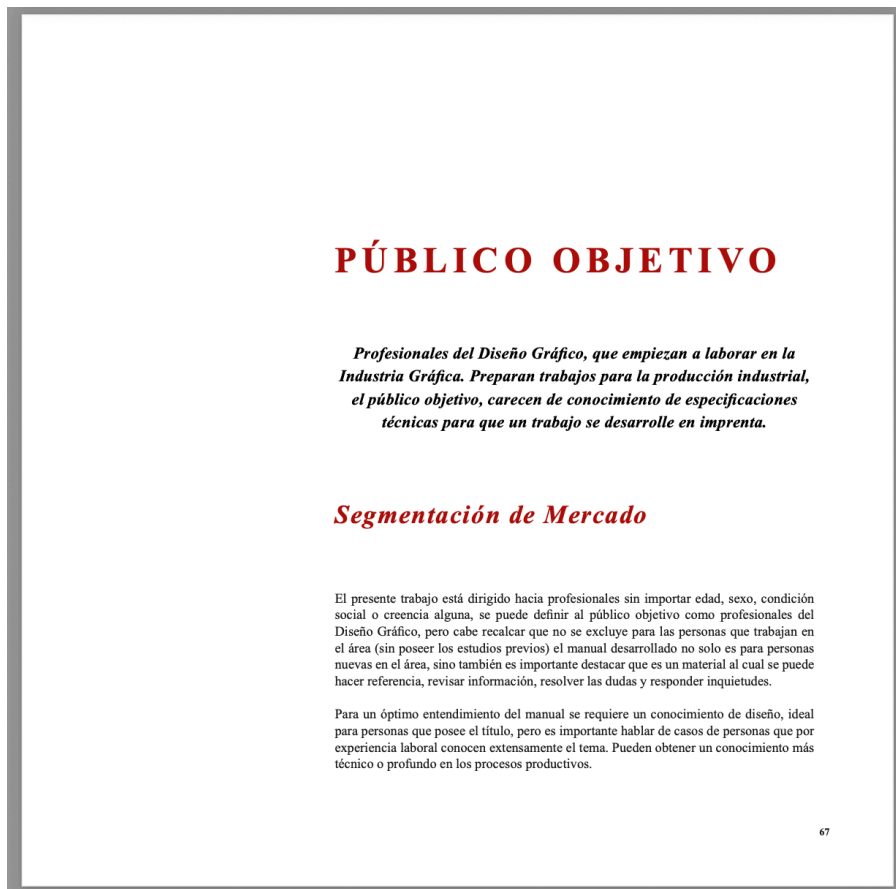 PÚBLICO OBJETIVO
Profesionales del Diseño Gráfico, que empiezan a laborar en la
Industria Gráfica. Preparan trabajos para la producción industrial,
el público objetivo, carecen de conocimiento de especificaciones
técnicas para que un trabajo se desarrolle en imprenta.
Segmentación de Mercado
El presente trabajo está dirigido hacia profesionales sin importar edad, sexo, condición
social o creencia alguna, se puede definir al público objetivo como profesionales del
Diseño Gráfico, pero cabe recalcar que no se excluye para las personas que trabajan en
el área (sin poseer los estudios previos) el manual desarrollado no solo es para personas
nuevas en el área, sino también es importante destacar que es un material al cual se puede
hacer referencia, revisar información, resolver las dudas y responder inquietudes.
Para un óptimo entendimiento del manual se requiere un conocimiento de diseño, ideal
para personas que posee el título, pero es importante hablar de casos de personas que por
experiencia laboral conocen extensamente el tema. Pueden obtener un conocimiento más
técnico o profundo en los procesos productivos.
67